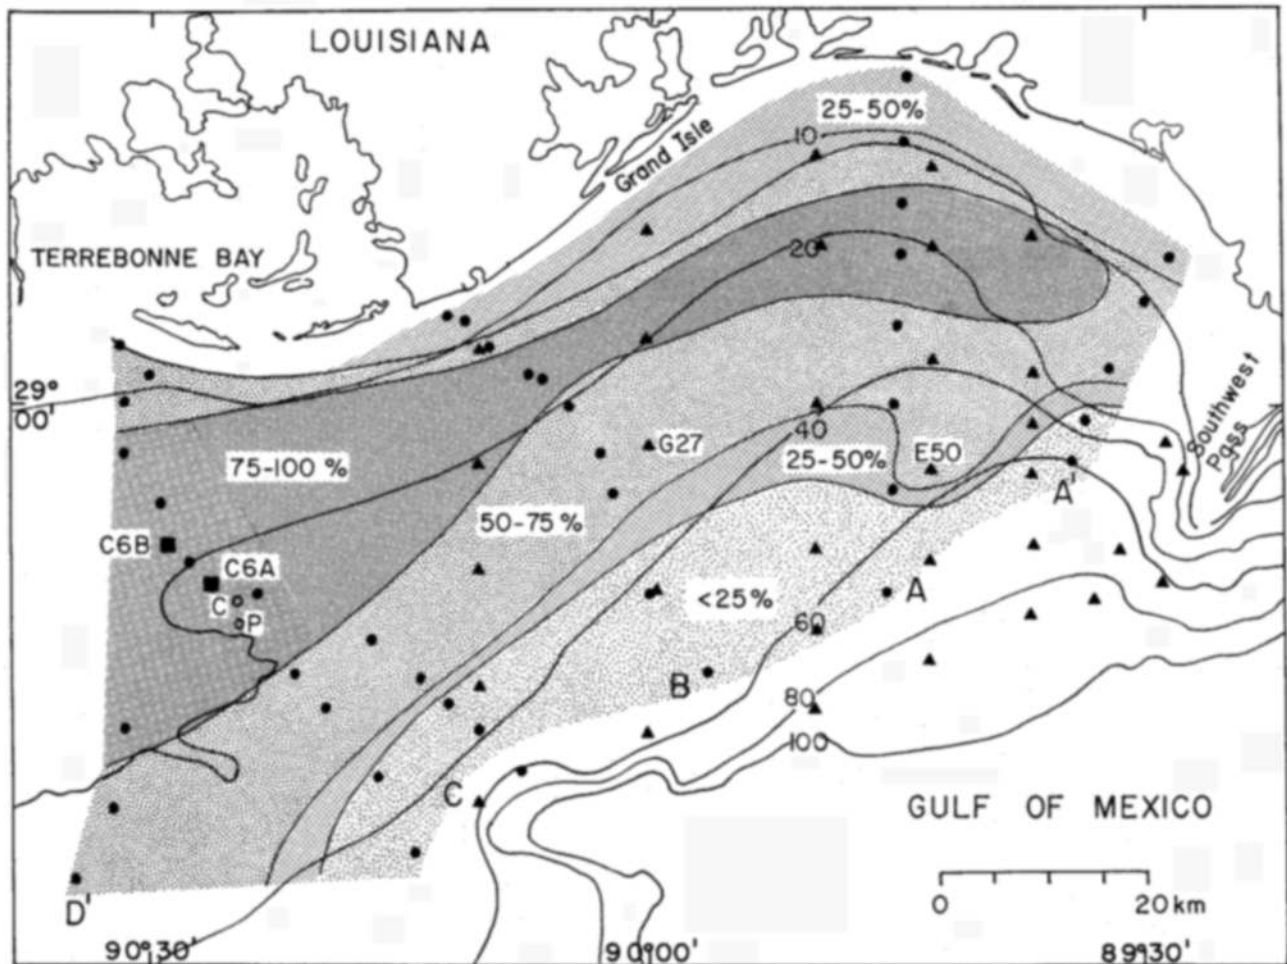 LOUISIANA
25-50%
10
Grand Isle
TERREBONNE BAY
20
29°
00'
Southwest
Pass
40
G27
E50
75-100 %
25-50%
A'
50-75 %
C6B
C6A
C
P
<25%
A
60
B
80
100
C
GULF OF MEXICO
D'
0 20 km
90°30' 90°00' 89°30'